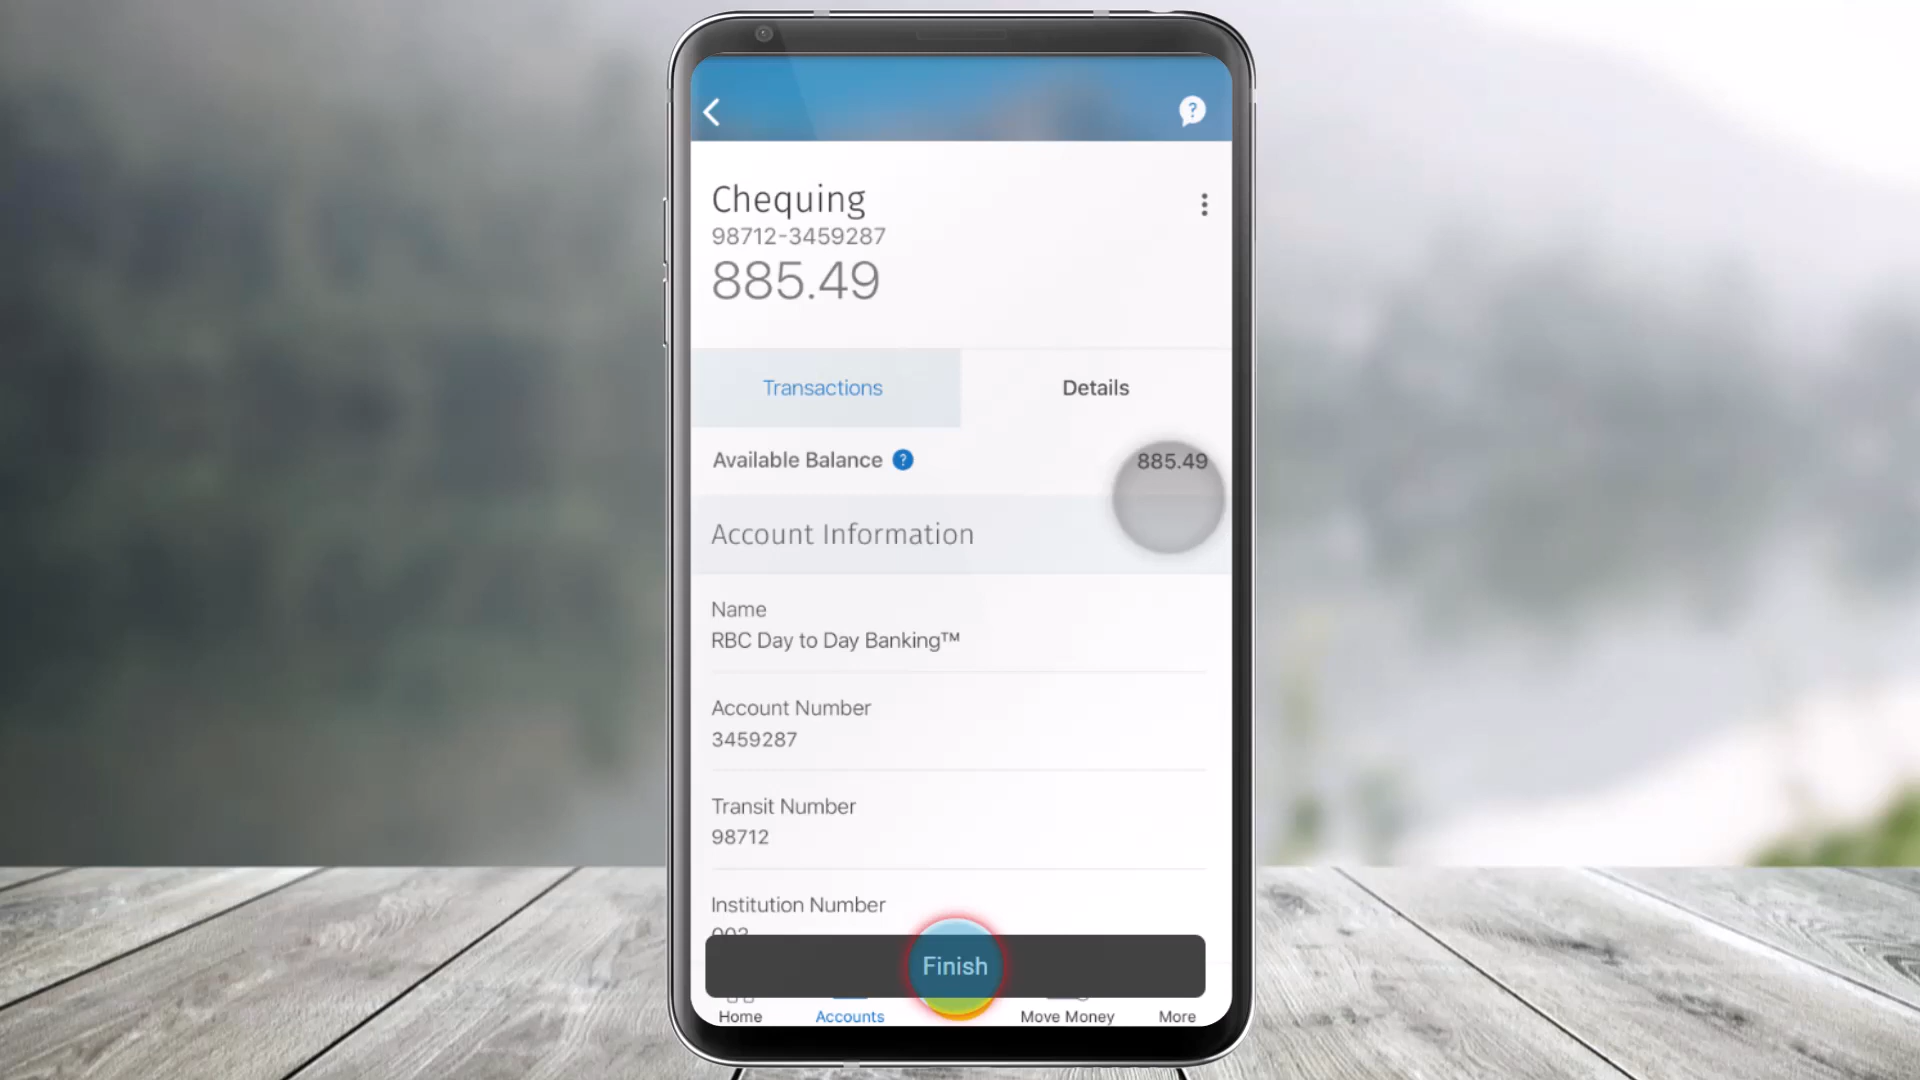 Chequing
98712-3459287
885.49
Transactions
Details
Available Balance ?
885.49
Account Information
Name
RBC Day to Day Banking™
Account Number
3459287
Transit Number
98712
Institution Number
Finish
Home
Accounts
Move Money
More